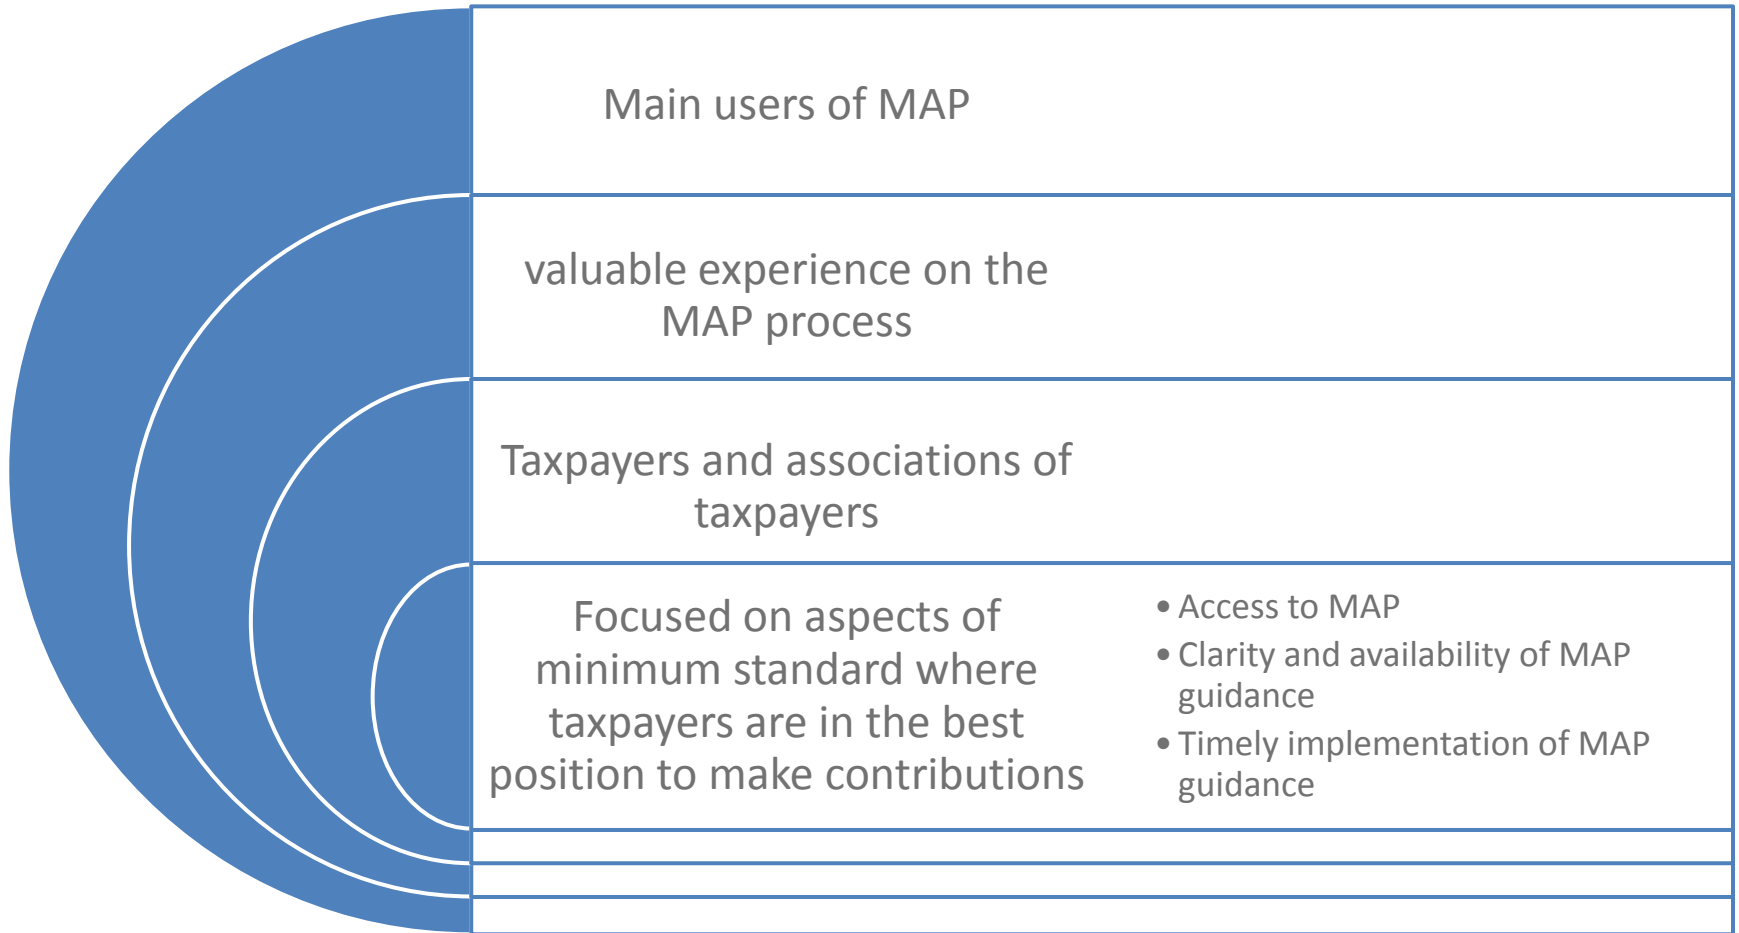 Main users of MAP
valuable experience on the
MAP process
Taxpayers and associations of
taxpayers
Focused on aspects of
minimum standard where
taxpayers are in the best
position to make contributions
• Access to MAP
• Clarity and availability of MAP
guidance
• Timely implementation of MAP
guidance